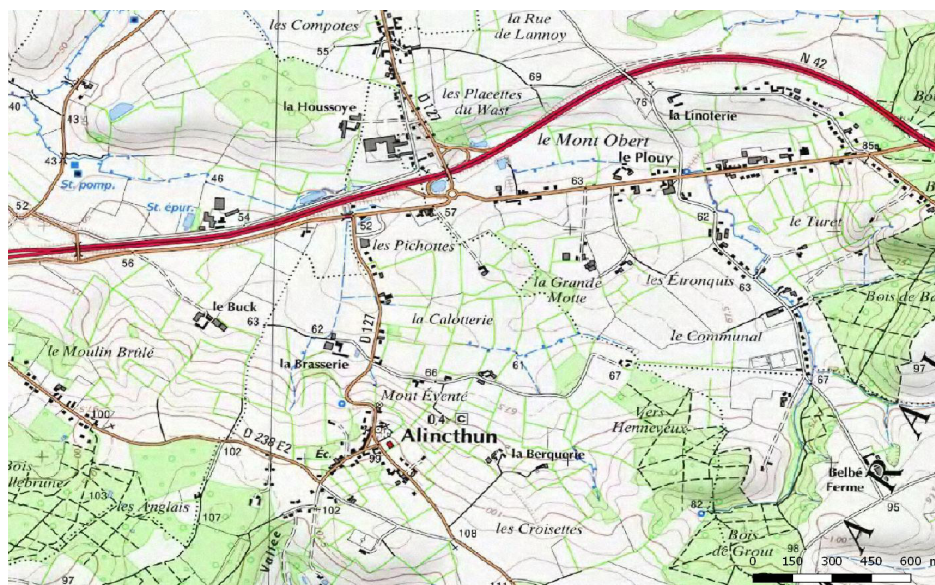 les Compotes
la Rue
de Lannoy
N 42
55
69
les Placettes
du Wast
la Houssoye
76
la Linoterie
40
43
le Mont Obert
le Plouy
85
43
St. pomp.
46
63
52
St. épur.
54
57
62
le Turet
52
les Pichottes
56
la Grande
Motte
les Étronquis
63
Bois de
le Buck
63
62
la Calotterie
le Communal
D 127
le Moulin Brûlé
la Brasserie
61
67
66
67
97
Mont Éventé
Vers
Henneveux
100
0,4
C
D 238 E2
Alincthun
102
Éc.
99
la Berquerie
Belbé
Ferme
Bois
103
les Anglais
107
102
82
95
les Croisettes
Vallée
108
Bois
de Grout
98
97
0 150 300 450 600 m